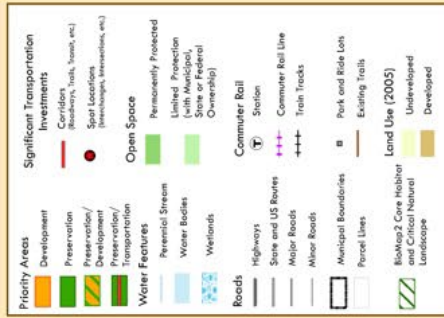 Priority Areas
Development
Preservation
Preservation/
Development
Preservation/
Transportation
Water Features
Perennial Stream
Water Bodies
Wetlands
Roads
Highways
State and US Routes
Major Roads
Minor Roads
Municpal Boundaries
Parcel Lines
BioMap2 Core Habitat
and Critical Natural
Landscape
Significant Transportation
Investments
Corridors
(Roadways, Trails, Transit, etc.)
Spot Locations
(Interchanges, Intersections, etc.)
Open Space
Permanently Protected
Limited Protection
(with Municipal,
State or Federal
Ownership)
Commuter Rail
T
Station
Commuter Rail Line
Train Tracks
Park and Ride Lots
Existing Trails
Land Use (2005)
Undeveloped
Developed